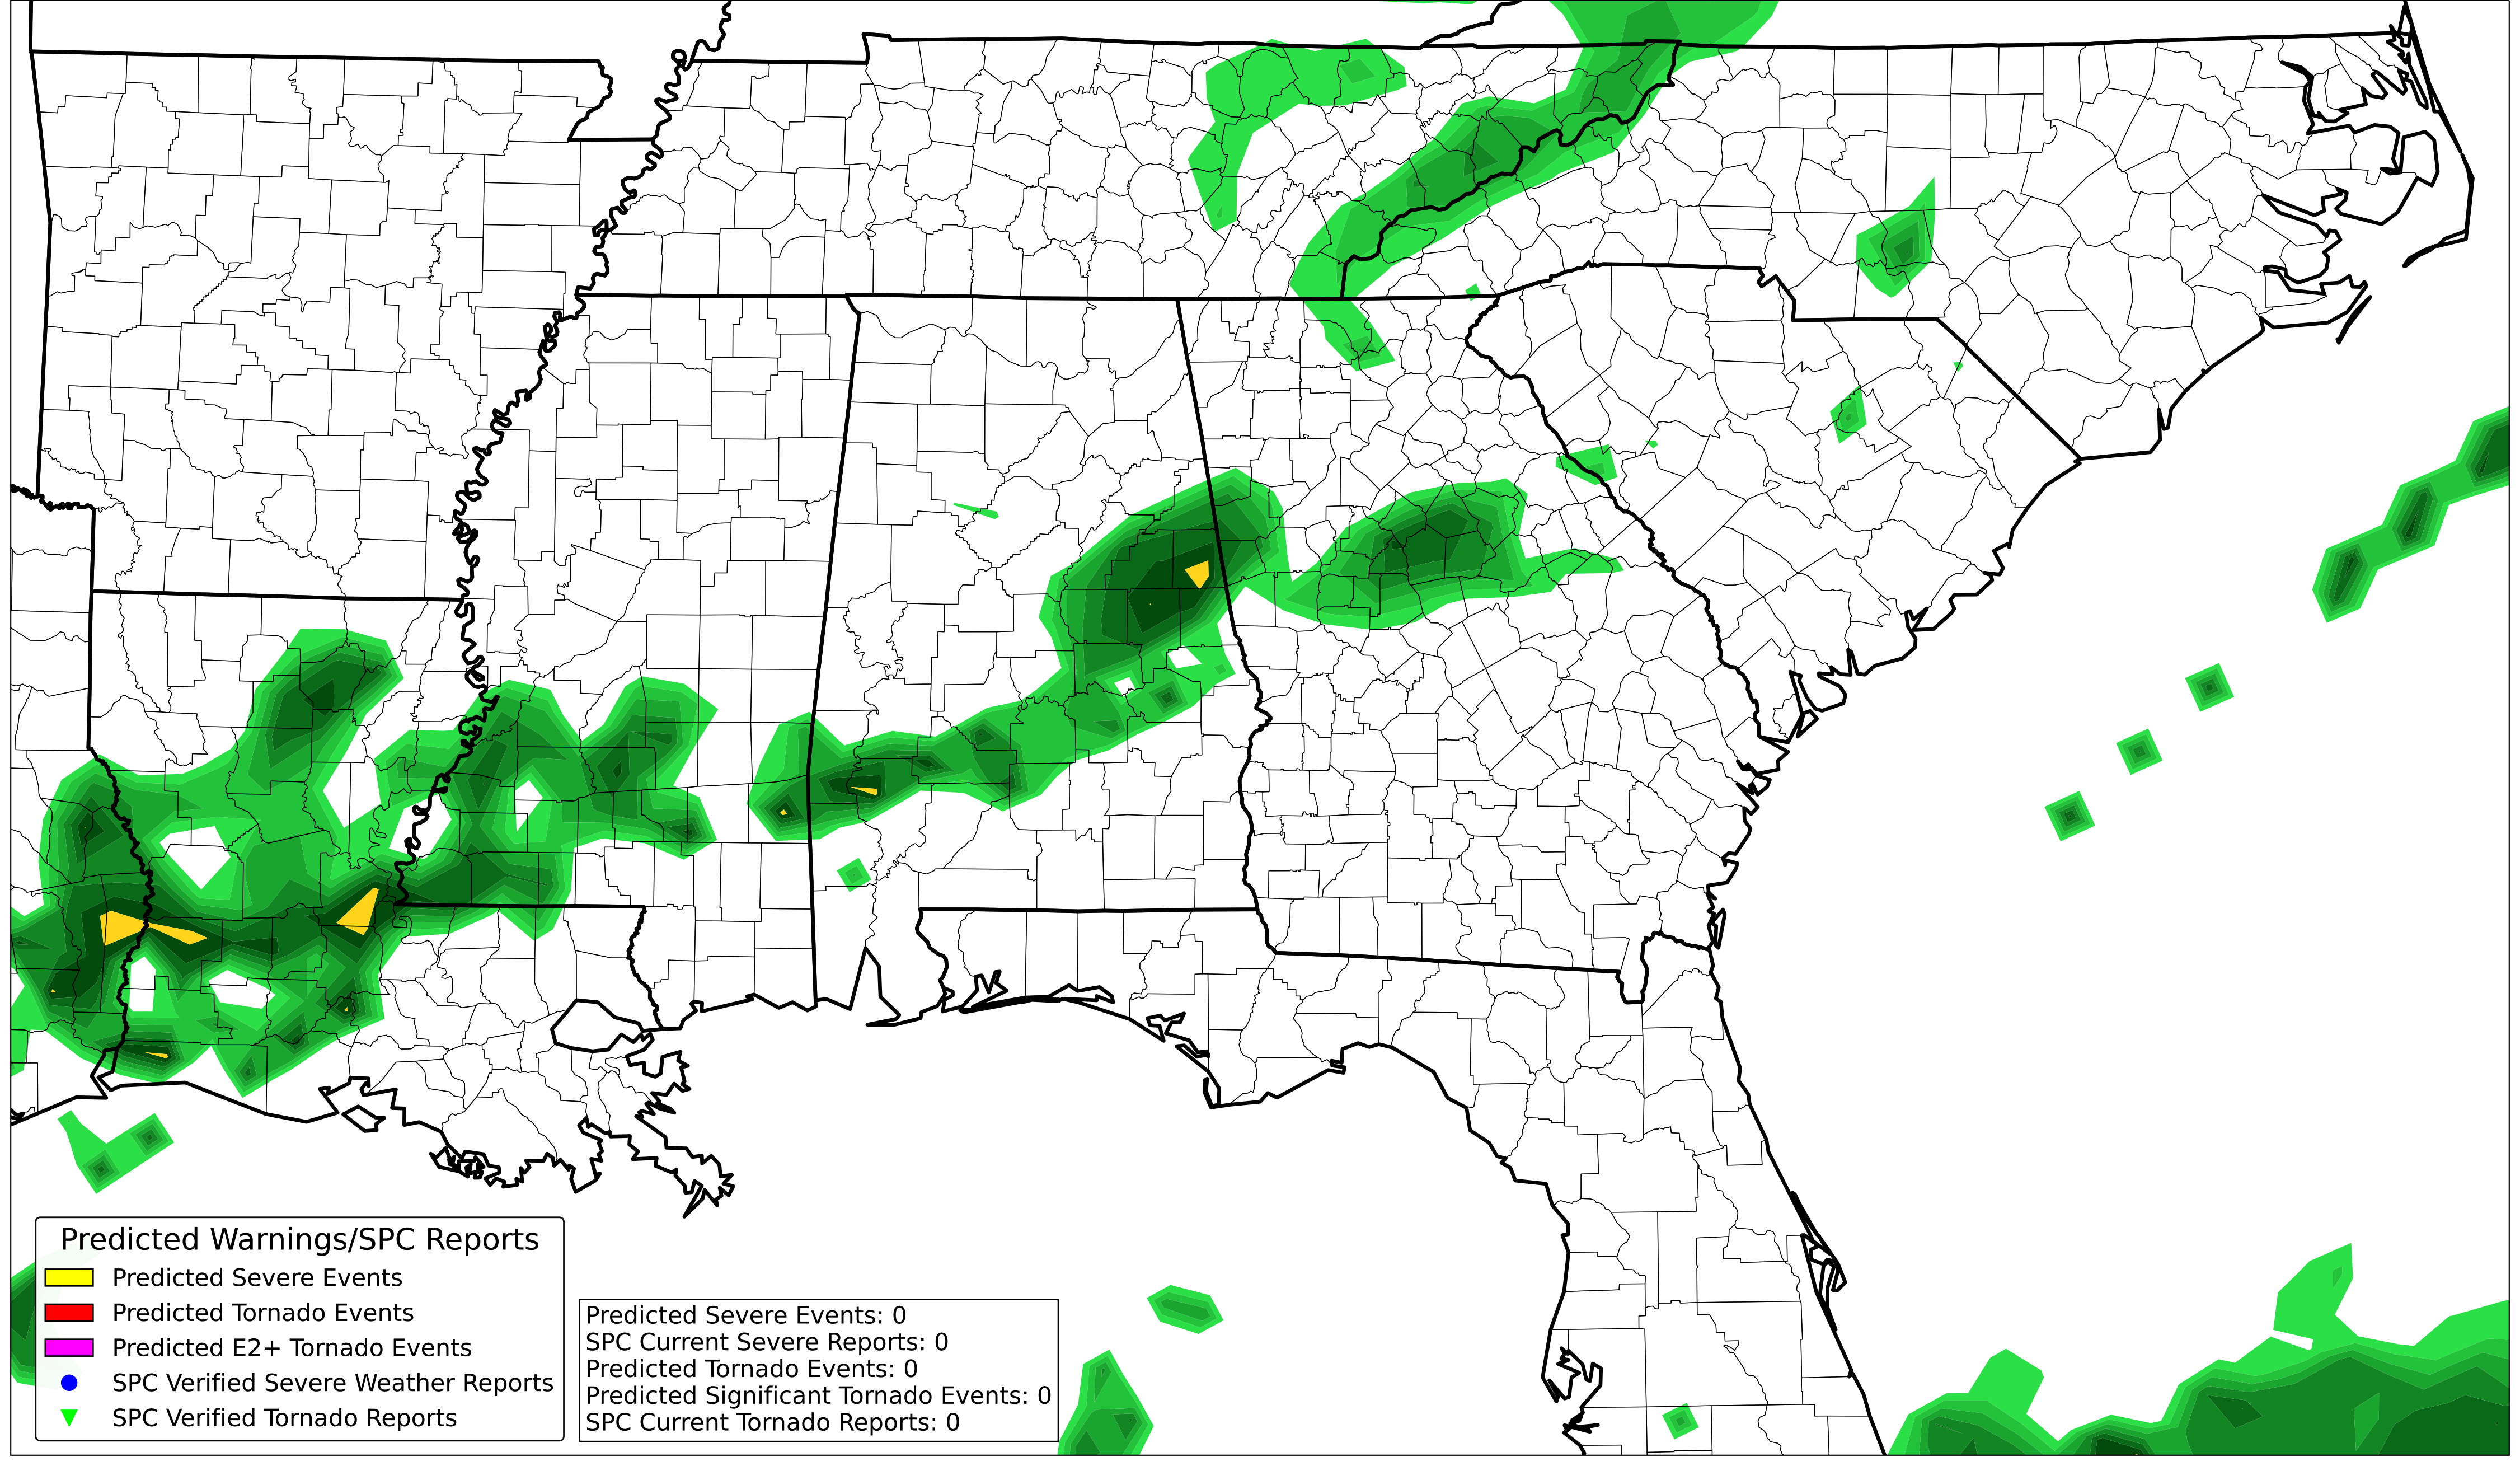 Predicted Warnings/SPC Reports
Predicted Severe Events
Predicted Tornado Events
Predicted E2+ Tornado Events
SPC Verified Severe Weather Reports
SPC Verified Tornado Reports
Predicted Severe Events: 0
SPC Current Severe Reports: 0
Predicted Tornado Events: 0
Predicted Significant Tornado Events: 0
SPC Current Tornado Reports: 0